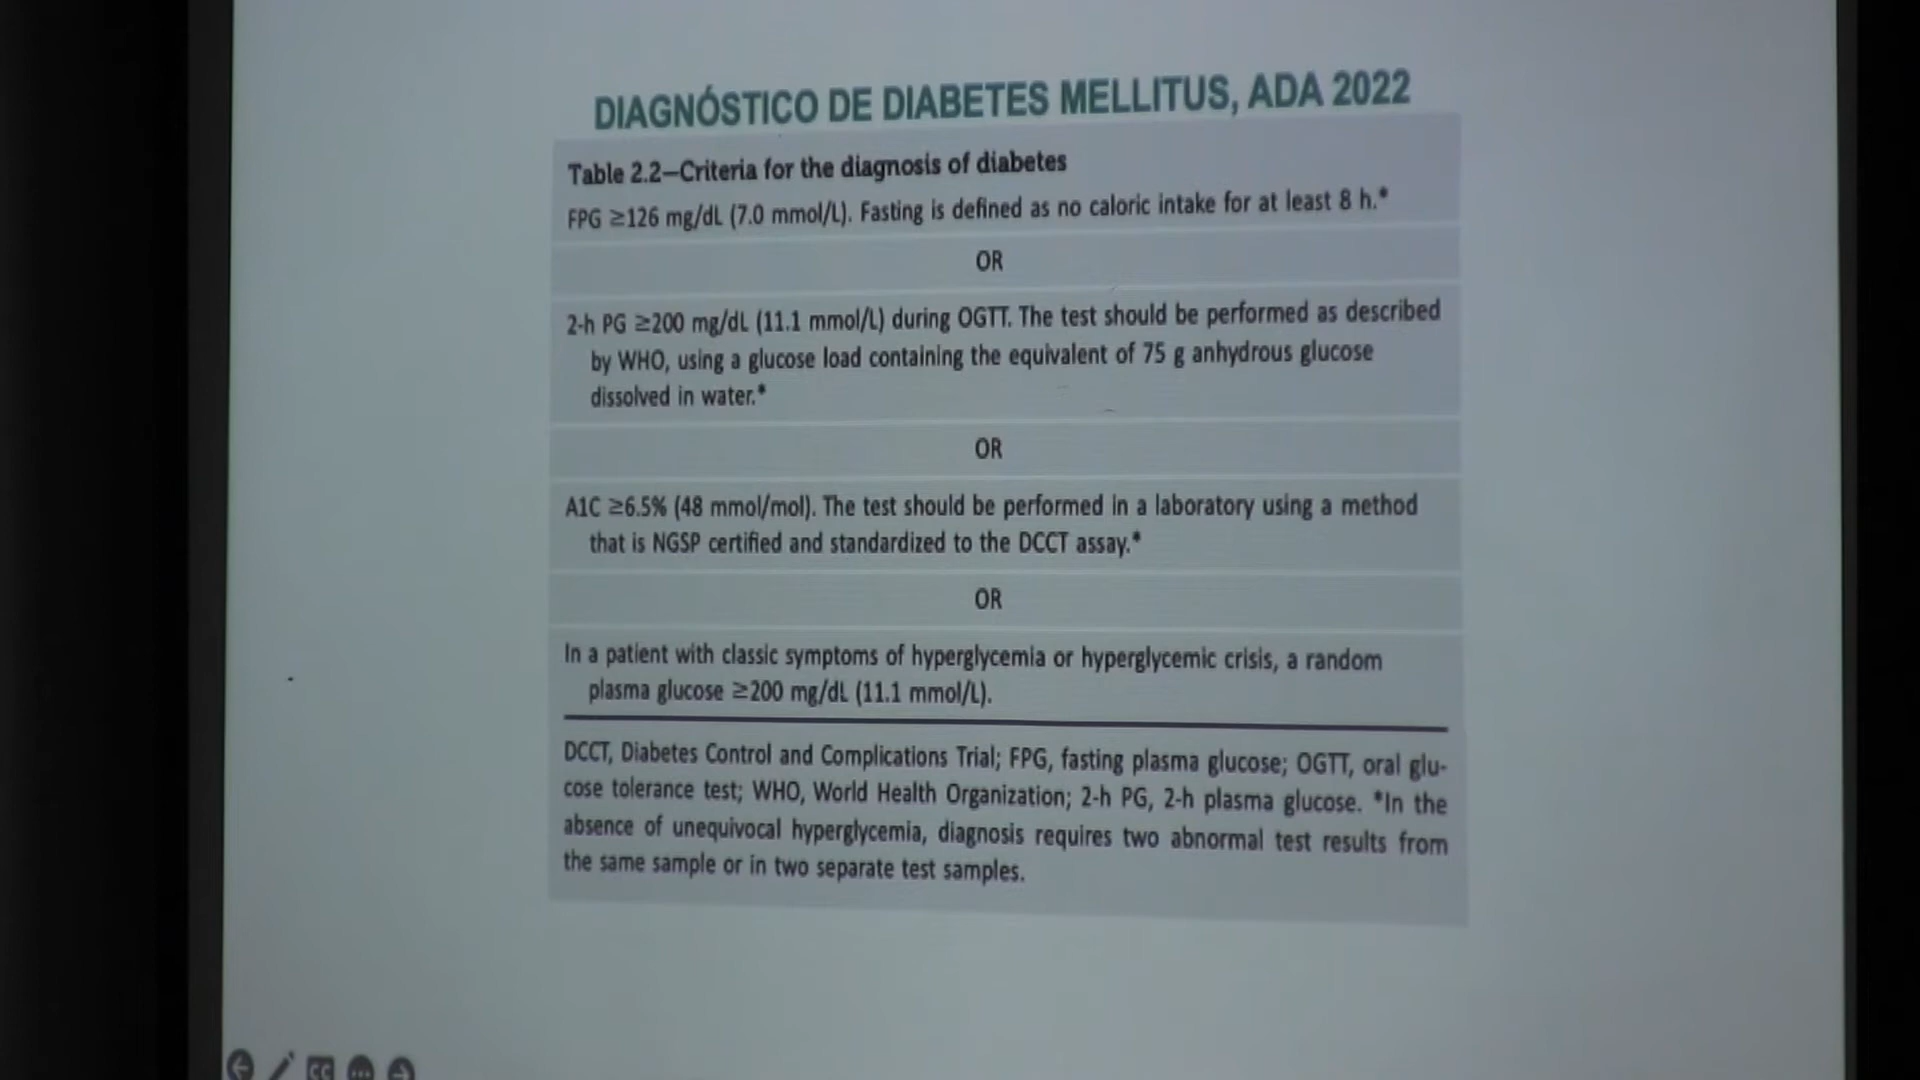 DIAGNÓSTICO DE DIABETES MELLITUS, ADA 2022
Table 2.2—Criteria for the diagnosis of diabetes
FPG ≥126 mg/dL (7.0 mmol/L). Fasting is defined as no caloric intake for at least 8 h.*
OR
2-h PG ≥200 mg/dL (11.1 mmol/L) during OGTT. The test should be performed as described
by WHO, using a glucose load containing the equivalent of 75 g anhydrous glucose
dissolved in water.*
OR
A1C ≥6.5% (48 mmol/mol). The test should be performed in a laboratory using a method
that is NGSP certified and standardized to the DCCT assay.*
OR
In a patient with classic symptoms of hyperglycemia or hyperglycemic crisis, a random
plasma glucose ≥200 mg/dL (11.1 mmol/L).
DCCT, Diabetes Control and Complications Trial; FPG, fasting plasma glucose; OGTT, oral glu-
cose tolerance test; WHO, World Health Organization; 2-h PG, 2-h plasma glucose. *In the
absence of unequivocal hyperglycemia, diagnosis requires two abnormal test results from
the same sample or in two separate test samples.
CC